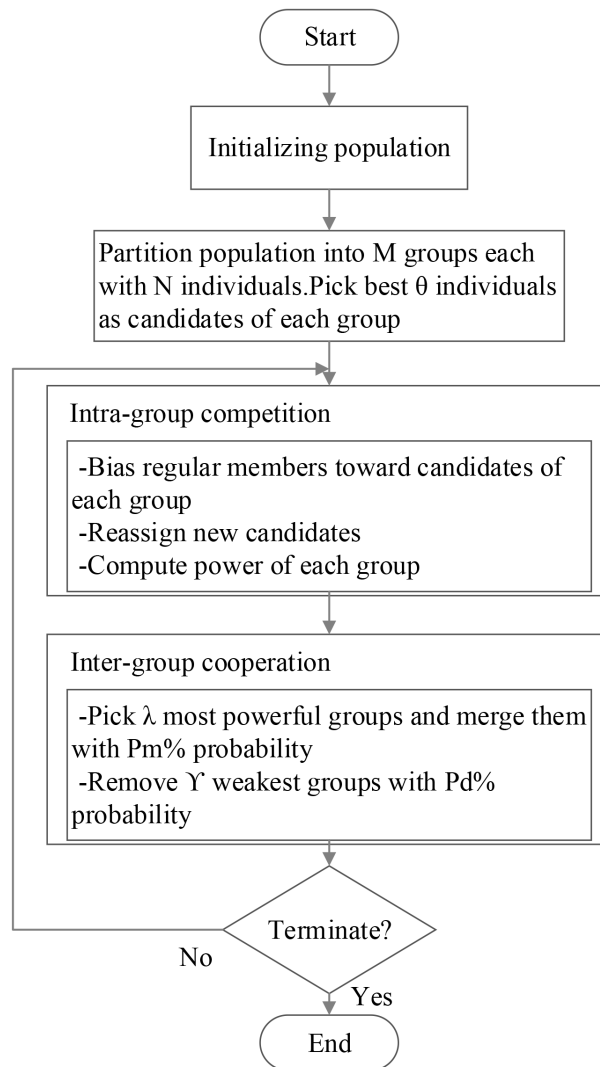 Start
Initializing population
Partition population into M groups each
with N individuals.Pick best θ individuals
as candidates of each group
Intra-group competition
-Bias regular members toward candidates of
each group
-Reassign new candidates
-Compute power of each group
Inter-group cooperation
-Pick λ most powerful groups and merge them
with Pm% probability
-Remove ϒ weakest groups with Pd%
probability
Terminate?
No
Yes
End